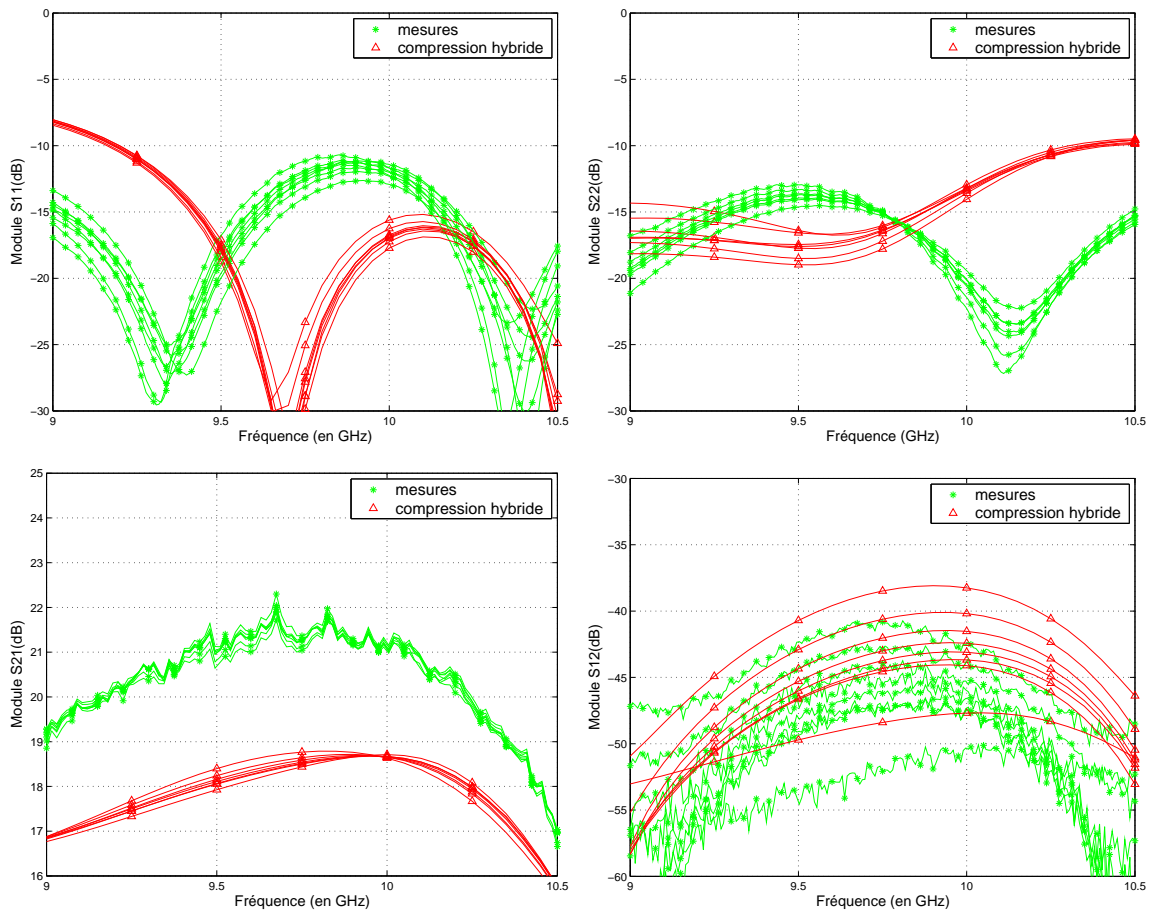 0
−5
−10
−15
−20
−25
−30
9
9.5
10
10.5
Fréquence (en GHz)
Module S11(dB)
mesures
compression hybride
0
−5
−10
−15
−20
−25
−30
9
9.5
10
10.5
Fréquence (GHz)
Module S22(dB)
mesures
compression hybride
25
24
23
22
21
20
19
18
17
16
9
9.5
10
10.5
Fréquence (en GHz)
Module S21(dB)
mesures
compression hybride
−30
−35
−40
−45
−50
−55
−60
9
9.5
10
10.5
Fréquence (en GHz)
Module S12(dB)
mesures
compression hybride